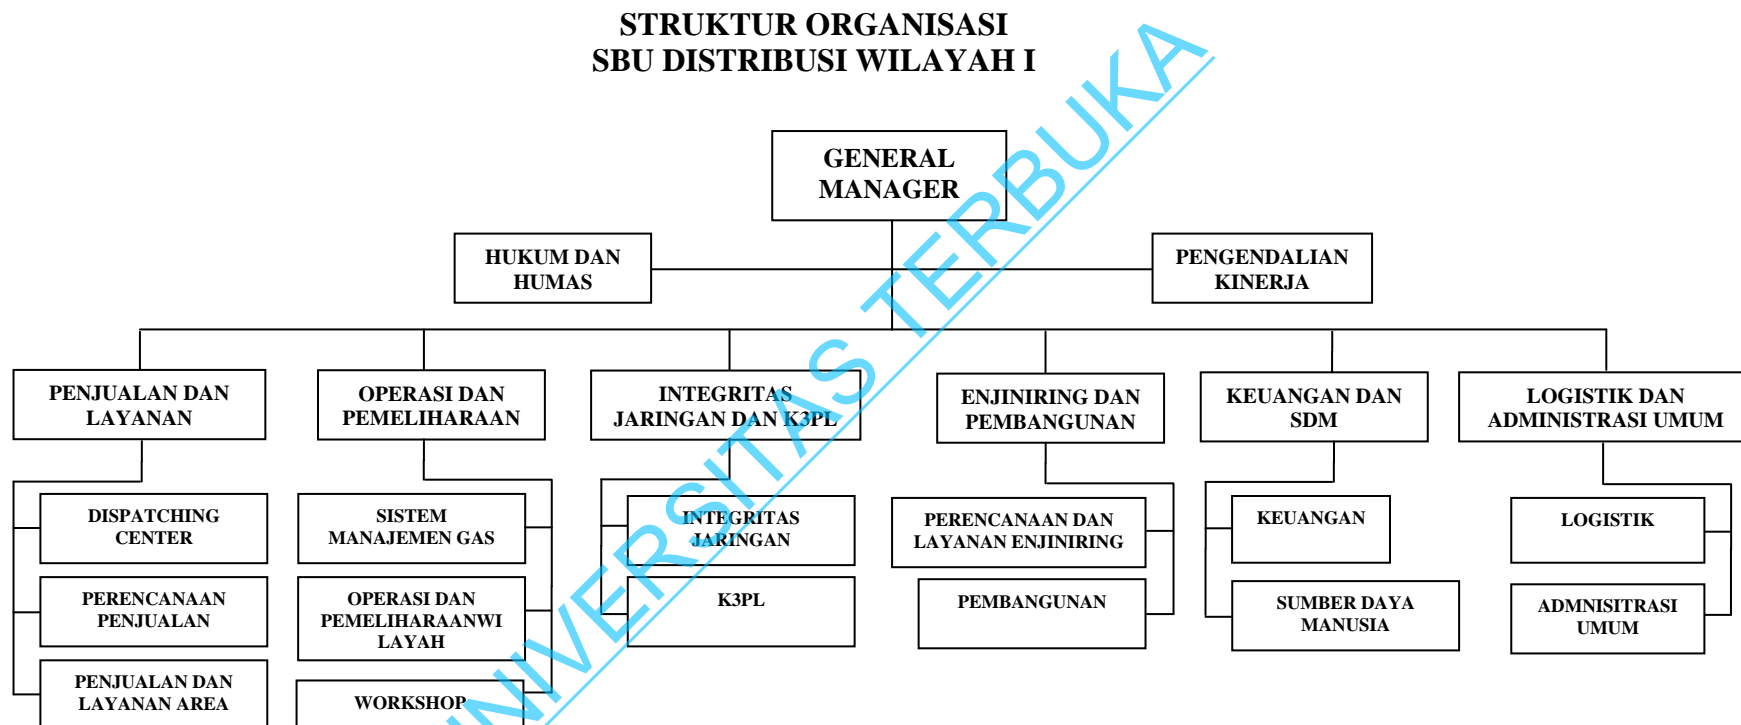 STRUKTUR ORGANISASI
SBU DISTRIBUSI WILAYAH I
GENERAL
MANAGER
HUKUM DAN
HUMAS
PENGENDALIAN
KINERJA
PENJUALAN DAN
LAYANAN
OPERASI DAN
PEMELIHARAAN
INTEGRITAS
JARINGAN DAN K3PL
ENJINIRING DAN
PEMBANGUNAN
KEUANGAN DAN
SDM
LOGISTIK DAN
ADMINISTRASI UMUM
DISPATCHING
CENTER
SISTEM
MANAJEMEN GAS
INTEGRITAS
JARINGAN
PERENCANAAN DAN
LAYANAN ENJINIRING
KEUANGAN
LOGISTIK
PERENCANAAN
PENJUALAN
OPERASI DAN
PEMELIHARAANWI
LAYAH
K3PL
PEMBANGUNAN
SUMBER DAYA
MANUSIA
ADMNISITRASI
UMUM
PENJUALAN DAN
LAYANAN AREA
WORKSHOP
UNIVERSITAS TERBUKA